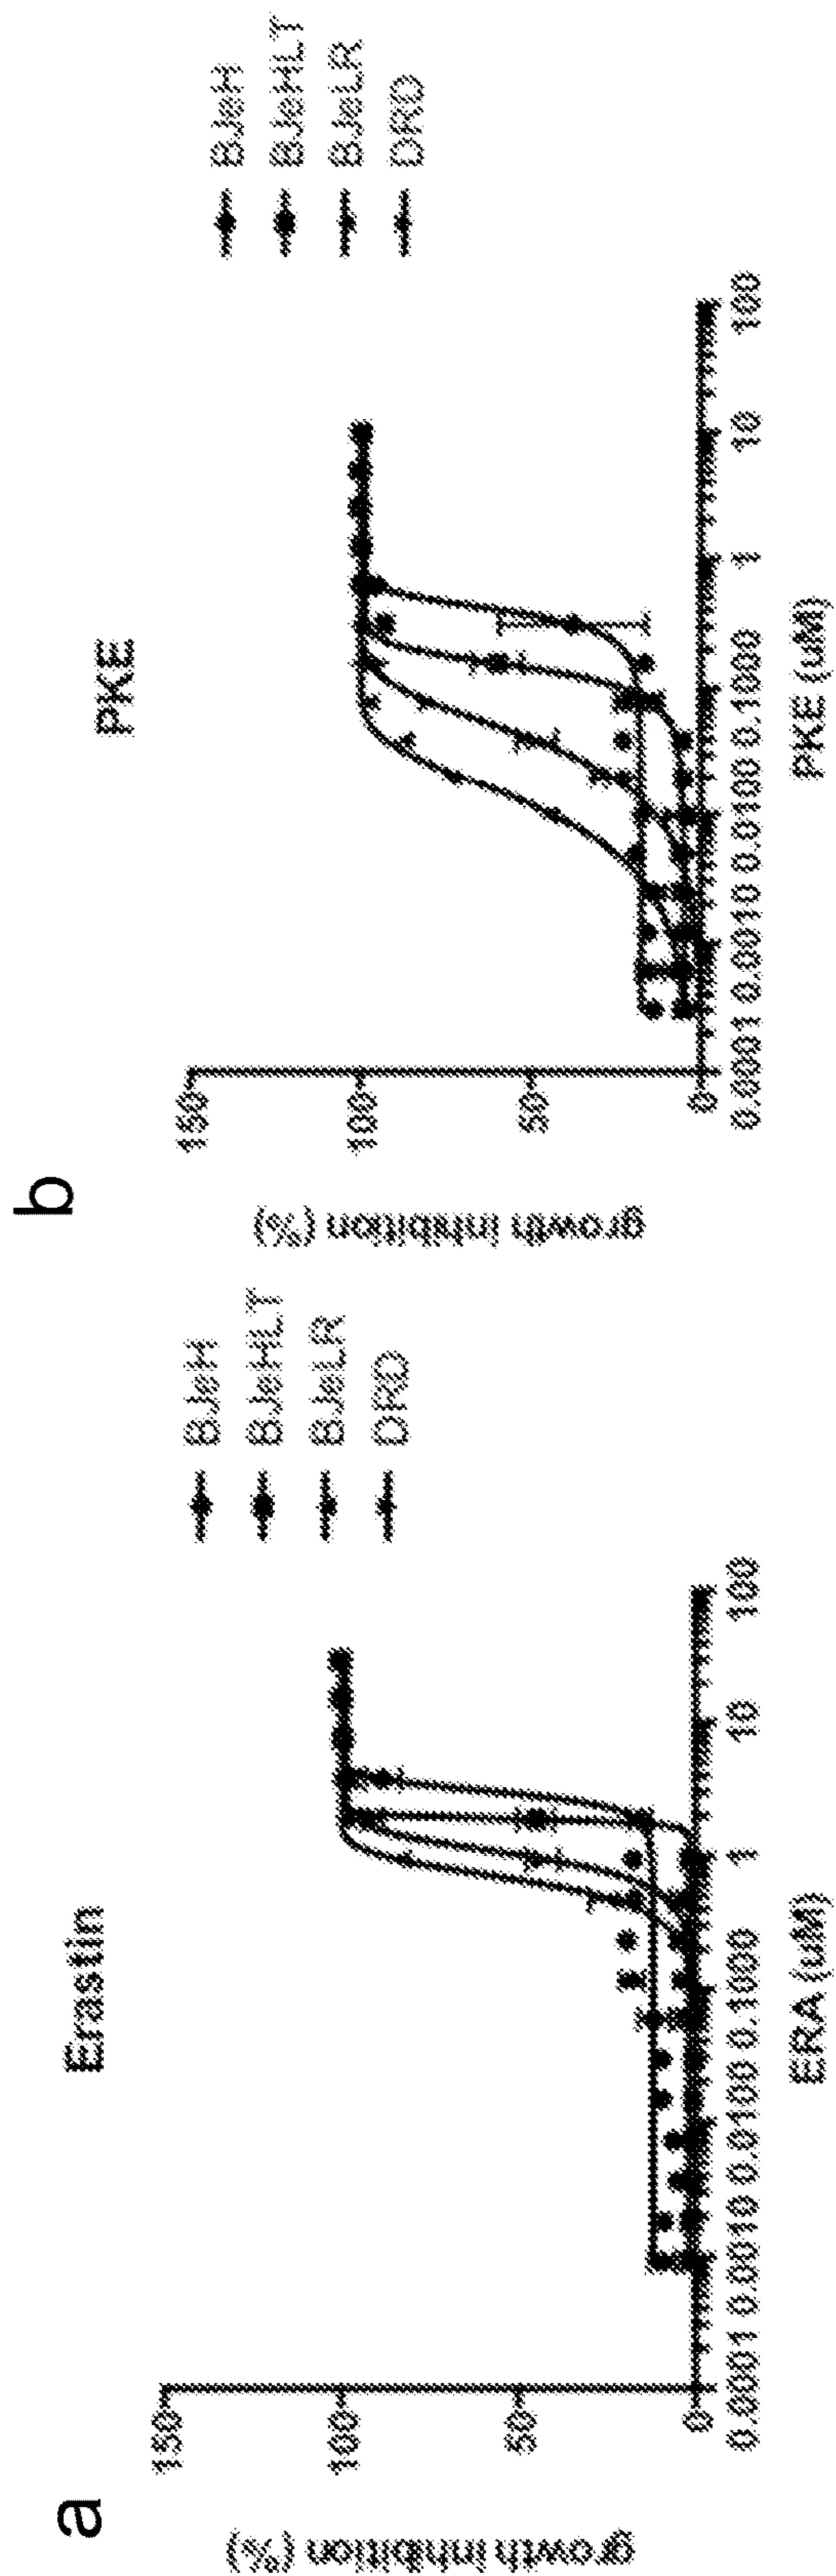 a
Erastin
growth inhibition (%)
150
100
50
0
0.0001 0.0010 0.0100 0.1000 1 10 100
ERA (uM)
BJeH
BJeHLT
BJeLR
DRD
b
PKE
growth inhibition (%)
150
100
50
0
0.0001 0.0010 0.0100 0.1000 1 10 100
PKE (uM)
BJeH
BJeHLT
BJeLR
DRD